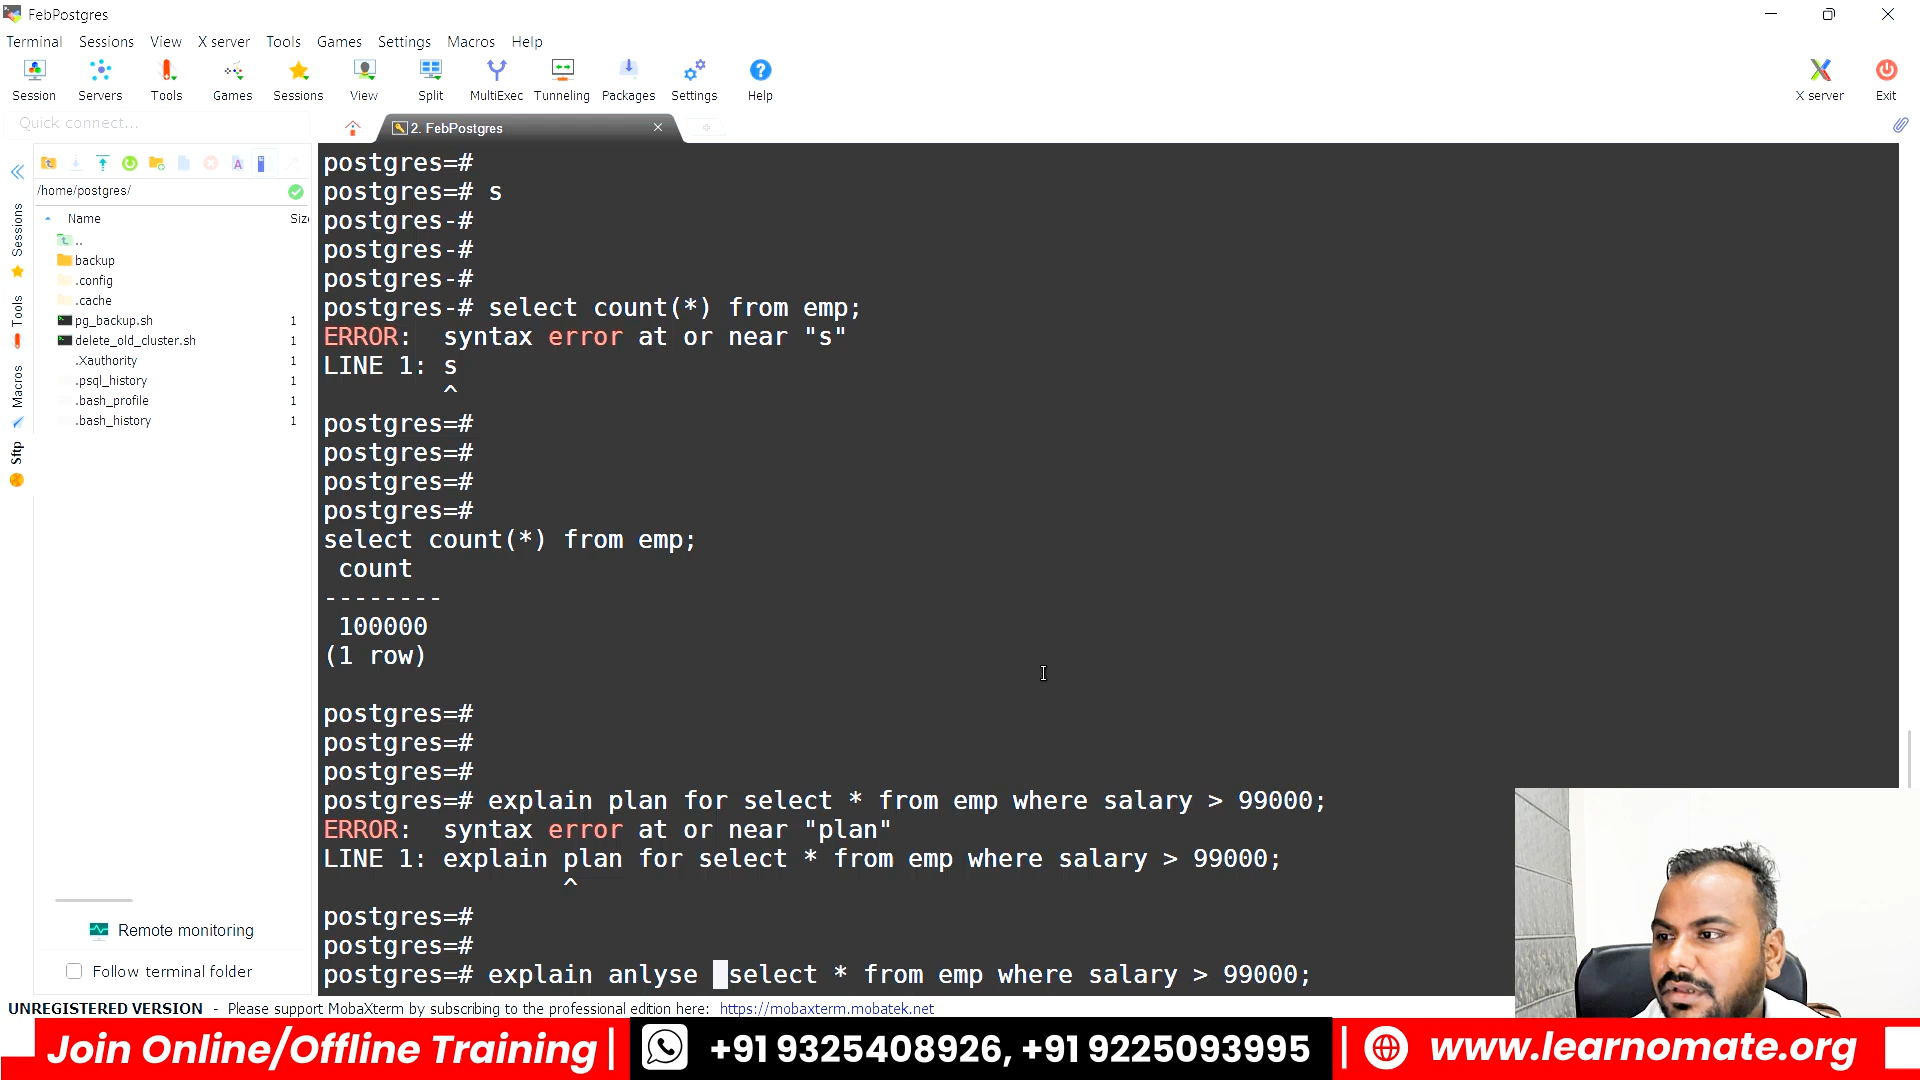 FebPostgres
Terminal Sessions View X server Tools Games Settings Macros Help
Session Servers Tools Games Sessions View Split MultiExec Tunneling Packages Settings Help X server Exit
Quick connect...
2. FebPostgres
/home/postgres/
Name Siz
..
backup
.config
.cache
pg_backup.sh 1
delete_old_cluster.sh 1
.Xauthority 1
.psql_history 1
.bash_profile 1
.bash_history 1
Sessions
Tools
Macros
Sftp
Remote monitoring
Follow terminal folder
postgres=#
postgres=# s
postgres-#
postgres-#
postgres-#
postgres-# select count(*) from emp;
ERROR:  syntax error at or near "s"
LINE 1: s
^
postgres=#
postgres=#
postgres=#
postgres=#
select count(*) from emp;
count
--------
100000
(1 row)
postgres=#
postgres=#
postgres=#
postgres=# explain plan for select * from emp where salary > 99000;
ERROR:  syntax error at or near "plan"
LINE 1: explain plan for select * from emp where salary > 99000;
^
postgres=#
postgres=#
postgres=# explain anlyse select * from emp where salary > 99000;
UNREGISTERED VERSION - Please support MobaXterm by subscribing to the professional edition here: https://mobaxterm.mobatek.net
Join Online/Offline Training | +91 9325408926, +91 9225093995 | www.learnomate.org